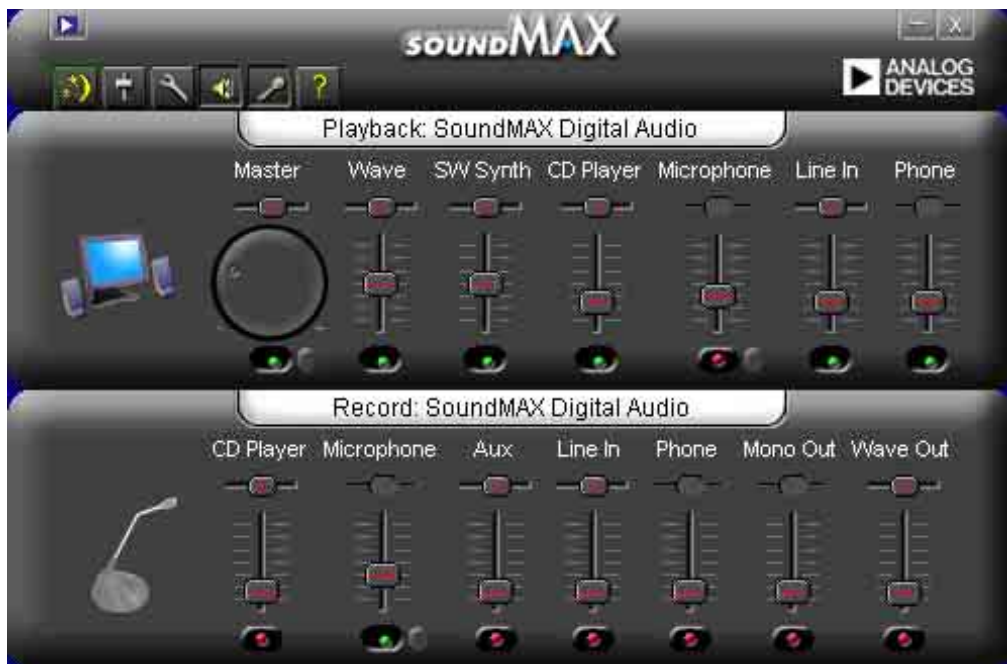 SOUNDMAX
ANALOG
DEVICES
?
X
Playback: SoundMAX Digital Audio
Master Wave SW Synth CD Player Microphone Line In Phone
Record: SoundMAX Digital Audio
CD Player Microphone Aux Line In Phone Mono Out Wave Out